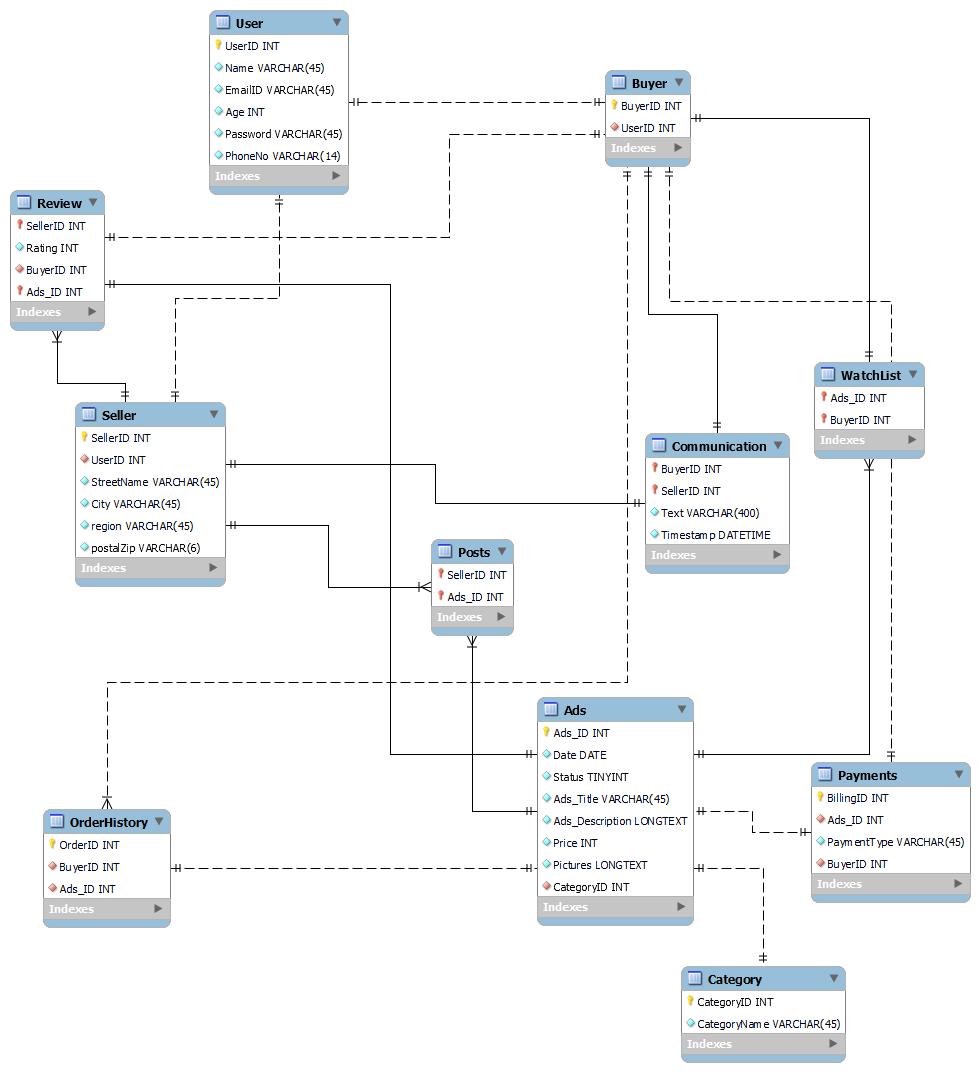 User
UserID INT
Name VARCHAR(45)
EmailID VARCHAR(45)
Age INT
Password VARCHAR(45)
PhoneNo VARCHAR(14)
Indexes
Buyer
BuyerID INT
UserID INT
Indexes
Review
SellerID INT
Rating INT
BuyerID INT
Ads_ID INT
Indexes
WatchList
Ads_ID INT
BuyerID INT
Indexes
Seller
SellerID INT
UserID INT
StreetName VARCHAR(45)
City VARCHAR(45)
region VARCHAR(45)
postalZip VARCHAR(6)
Indexes
Communication
BuyerID INT
SellerID INT
Text VARCHAR(400)
Timestamp DATETIME
Indexes
Posts
SellerID INT
Ads_ID INT
Indexes
Ads
Ads_ID INT
Date DATE
Status TINYINT
Ads_Title VARCHAR(45)
Ads_Description LONGTEXT
Price INT
Pictures LONGTEXT
CategoryID INT
Indexes
Payments
BillingID INT
Ads_ID INT
PaymentType VARCHAR(45)
BuyerID INT
Indexes
OrderHistory
OrderID INT
BuyerID INT
Ads_ID INT
Indexes
Category
CategoryID INT
CategoryName VARCHAR(45)
Indexes